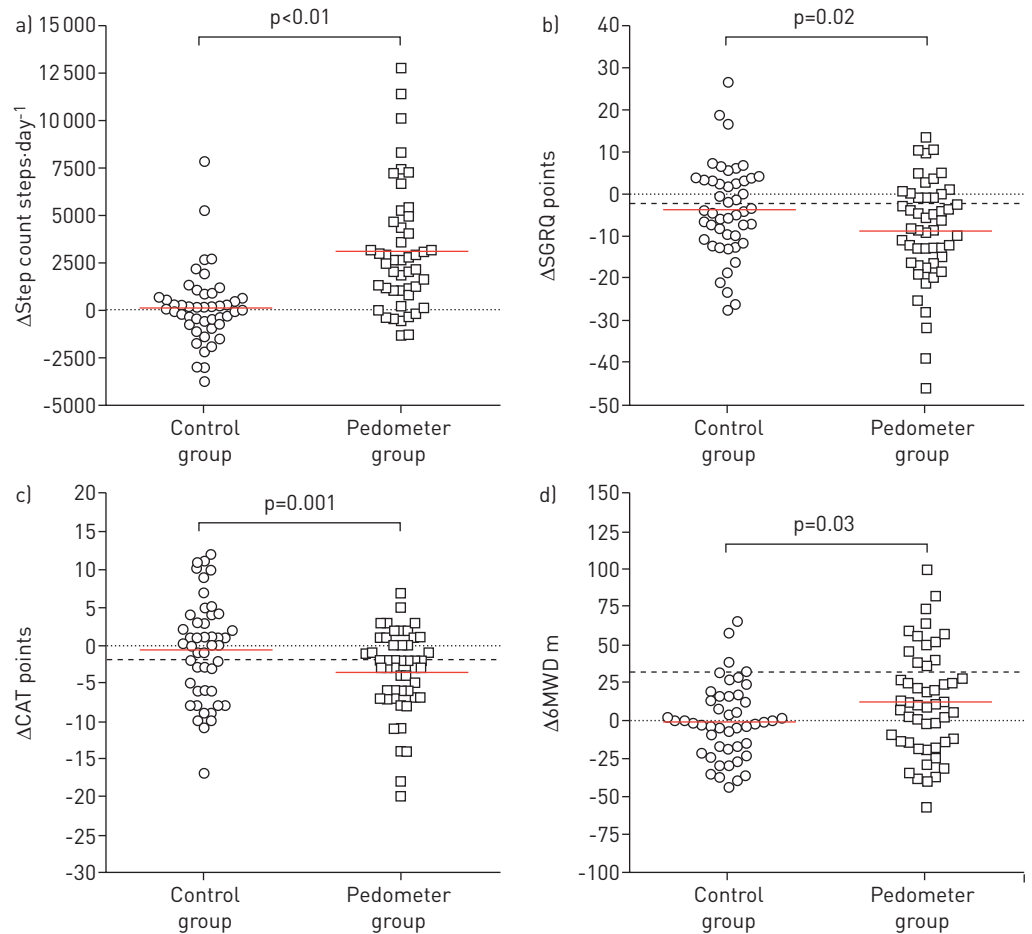 a)
p<0.01
ΔStep count steps·day⁻¹
15 000
12 500
10 000
7500
5000
2500
0
-2500
-5000
Control group
Pedometer group
b)
p=0.02
ΔSGRQ points
40
30
20
10
0
-10
-20
-30
-40
-50
Control group
Pedometer group
c)
p=0.001
ΔCAT points
20
15
10
5
0
-5
-10
-15
-20
-25
-30
Control group
Pedometer group
d)
p=0.03
Δ6MWD m
150
125
100
75
50
25
0
-25
-50
-75
-100
Control group
Pedometer group